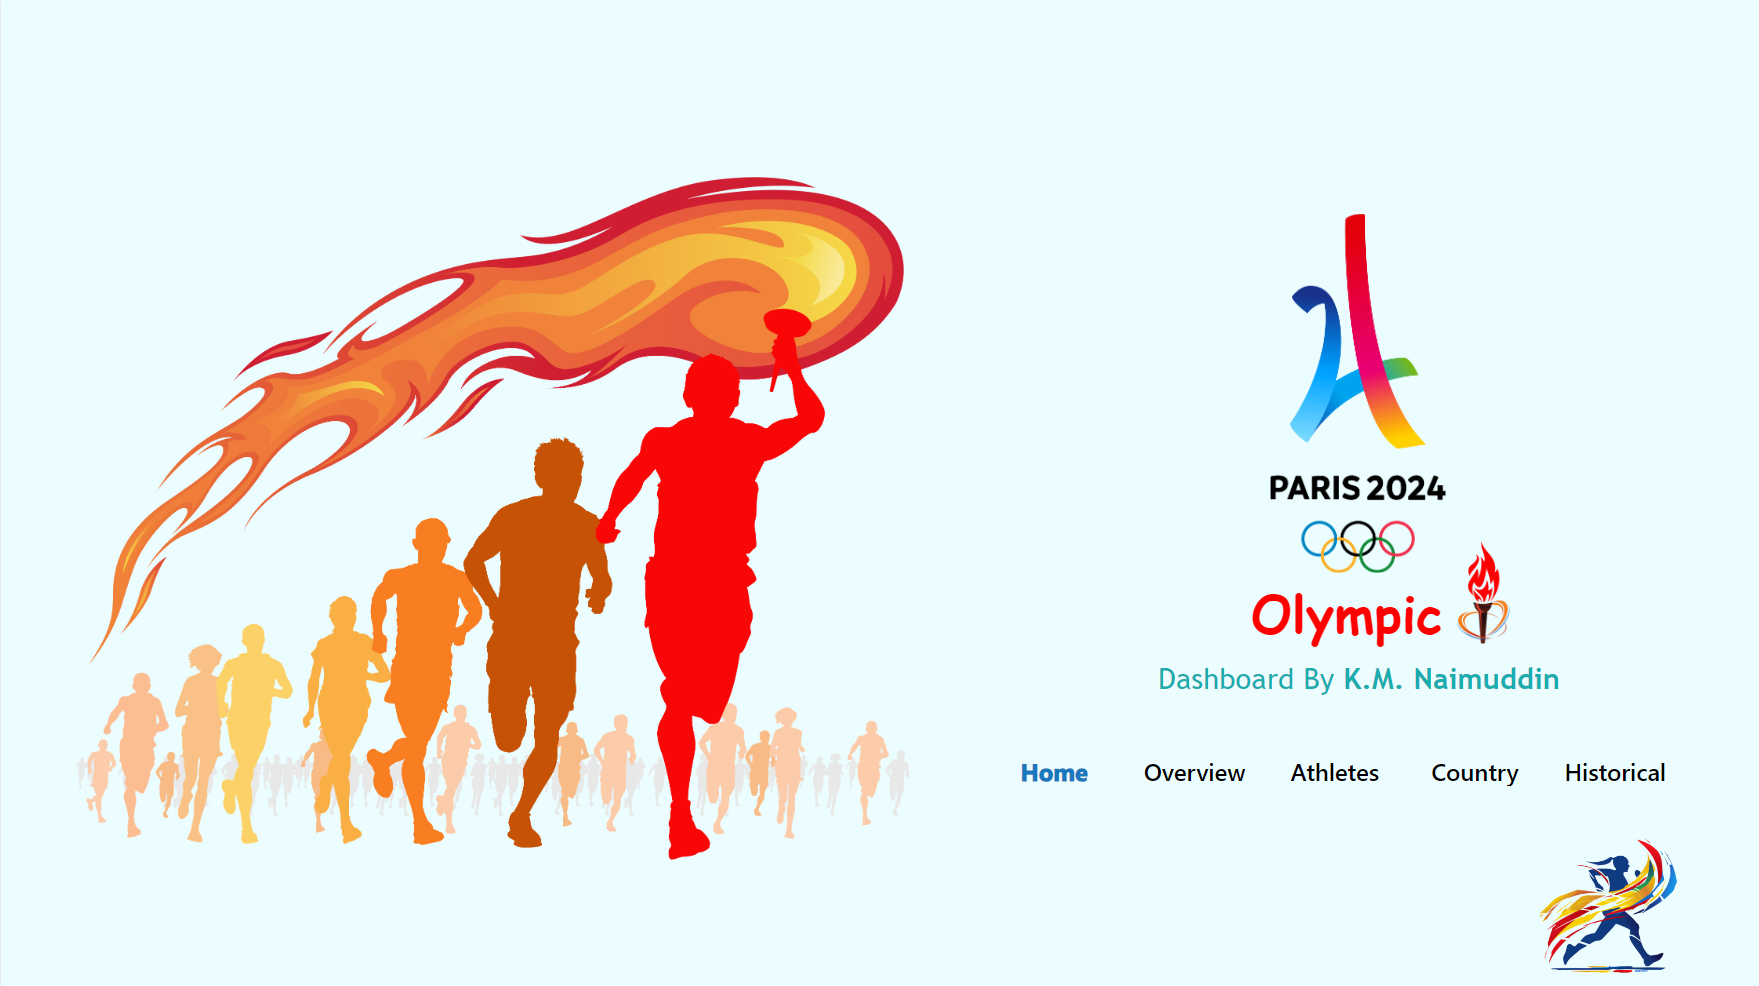 PARIS 2024
Olympic
Dashboard By K.M. Naimuddin
Home Overview Athletes Country Historical